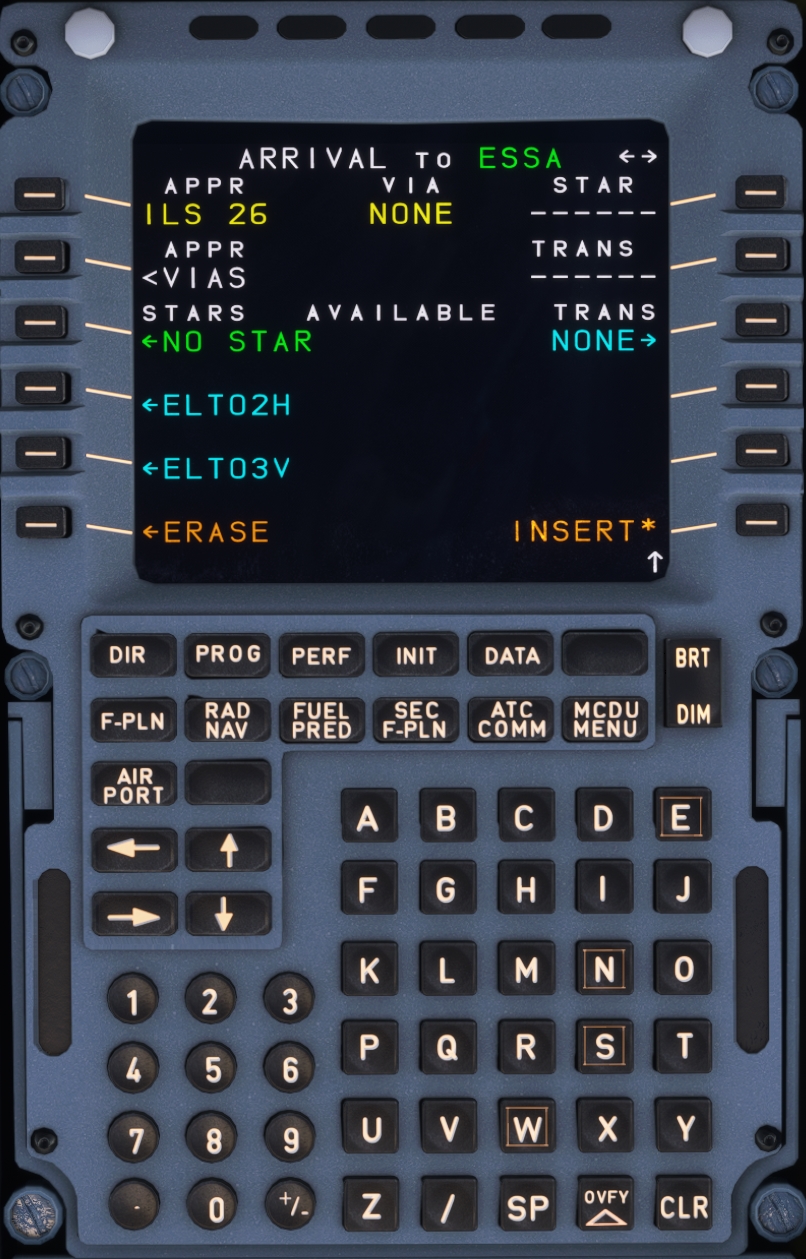 ARRIVAL TO ESSA ←→
APPR VIA STAR
ILS 26 NONE ------
APPR TRANS
<VIAS ------
STARS AVAILABLE TRANS
←NO STAR NONE→
←ELTO2H
←ELTO3V
←ERASE INSERT*
↑
DIR PROG PERF INIT DATA BRT
DIM
F-PLN RAD NAV FUEL PRED SEC F-PLN ATC COMM MCDU MENU
AIR PORT
← ↑
→ ↓
A B C D E
F G H I J
K L M N O
1 2 3
P Q R S T
4 5 6
U V W X Y
7 8 9
Z / SP OVFY CLR
. 0 +/-